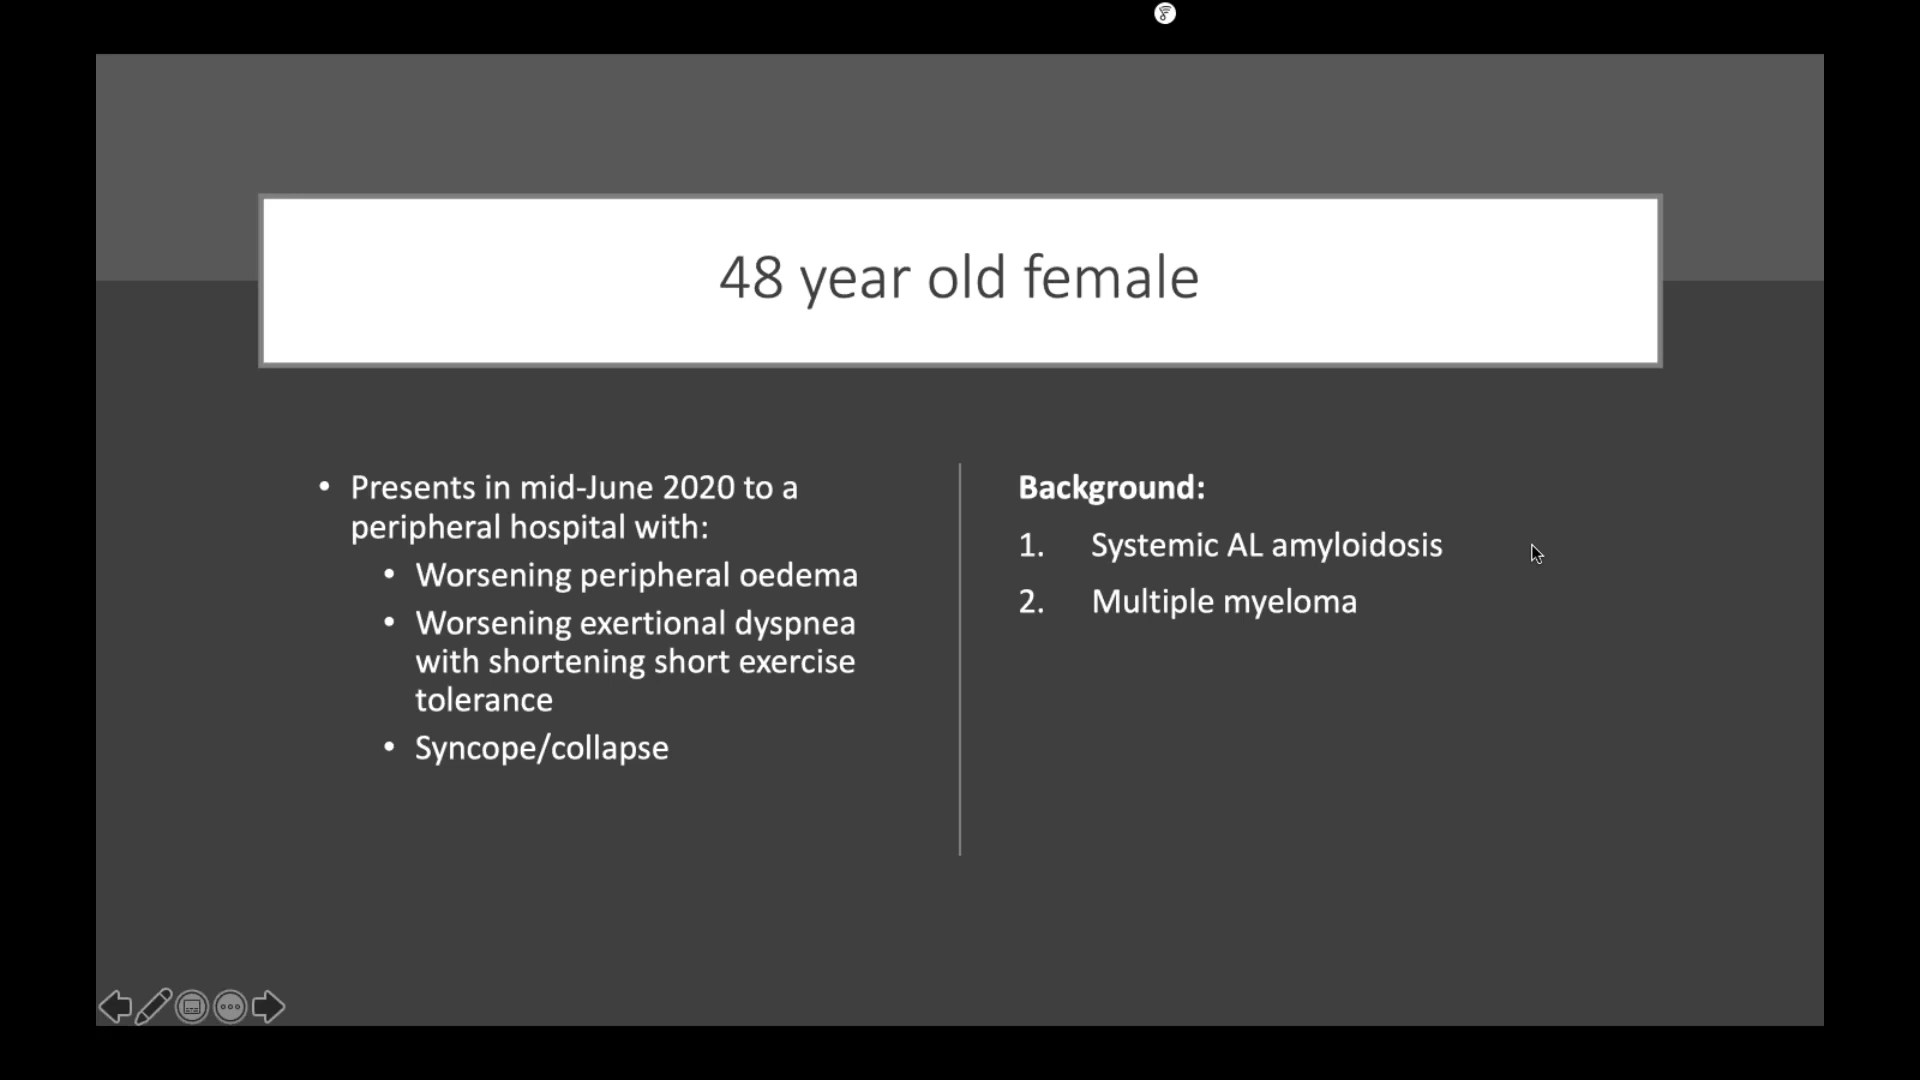 48 year old female
• Presents in mid-June 2020 to a
peripheral hospital with:
• Worsening peripheral oedema
• Worsening exertional dyspnea
with shortening short exercise
tolerance
• Syncope/collapse
Background:
1. Systemic AL amyloidosis
2. Multiple myeloma